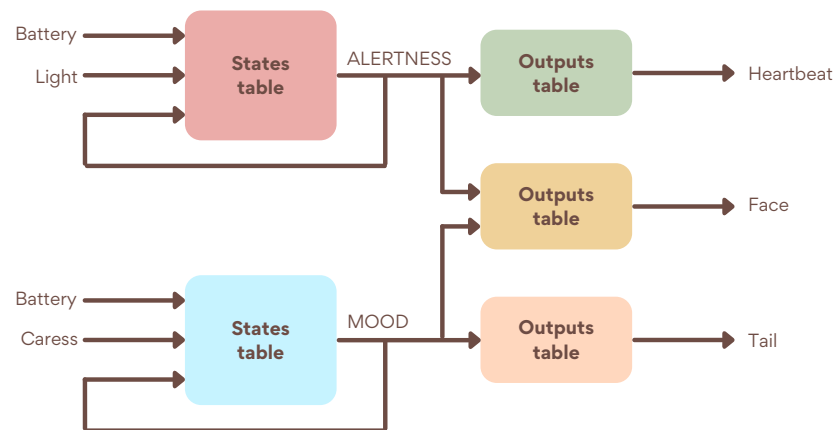 Battery
Light
States
table
ALERTNESS
Outputs
table
Heartbeat
Outputs
table
Face
Battery
Caress
States
table
MOOD
Outputs
table
Tail